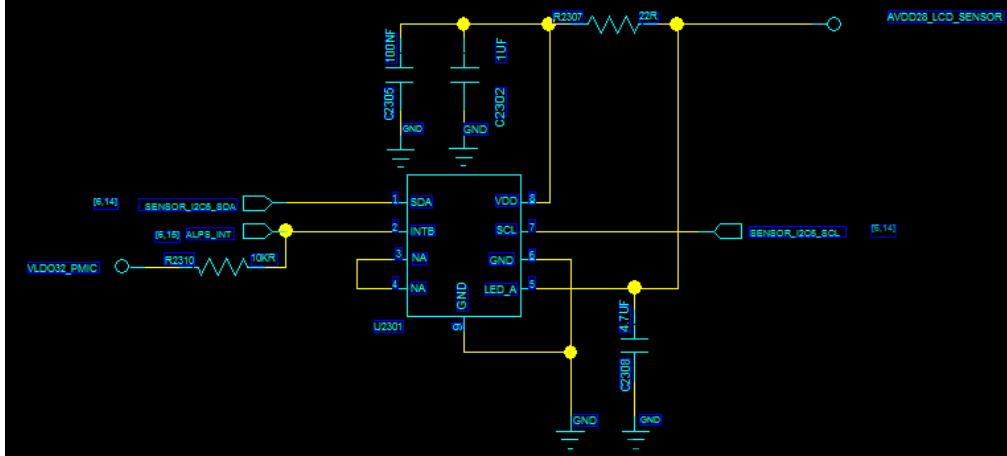 R2307 22R AVDD28_LCD_SENSOR
100NF 1UF
C2305 C2302
GND GND
[6,14] SENSOR_I2C5_SDA 1 SDA VDD 8
[6,15] ALPS_INT 2 INTB SCL 7 SENSOR_I2C5_SCL [6,14]
VLDO32_PMIC R2310 10KR 3 NA GND 6
4 NA LED_A 5
GND
U2301 9
4.7UF
C2308
GND GND